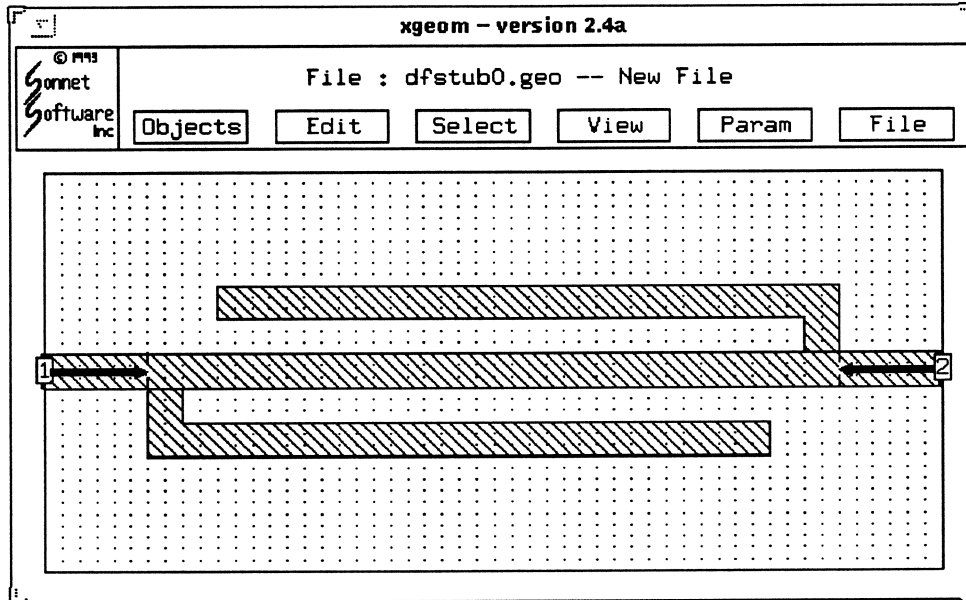 xgeom – version 2.4a
© 1993
Sonnet
Software
Inc
File : dfstub0.geo -- New File
Objects Edit Select View Param File
1
2